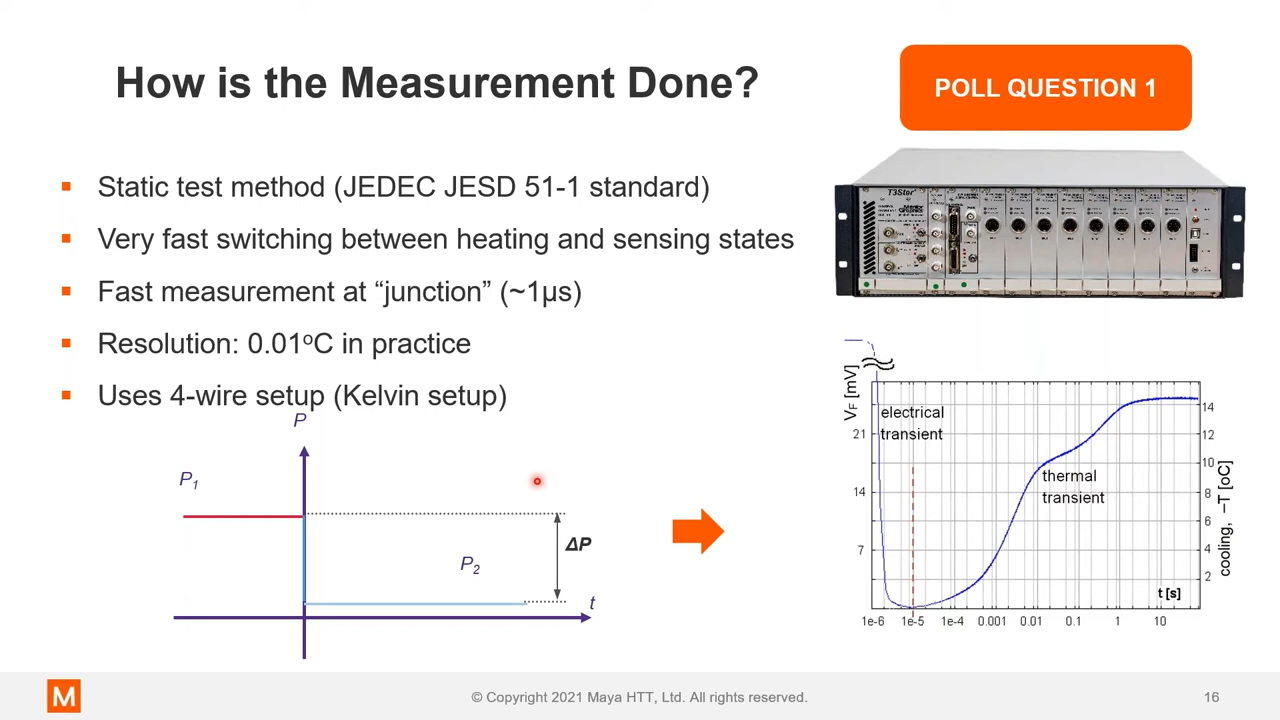 How is the Measurement Done?
POLL QUESTION 1
▪ Static test method (JEDEC JESD 51-1 standard)
▪ Very fast switching between heating and sensing states
▪ Fast measurement at “junction” (~1μs)
▪ Resolution: 0.01ºC in practice
▪ Uses 4-wire setup (Kelvin setup)
T3Ster
P
P1
ΔP
P2
t
VF [mV]
21
14
7
electrical
transient
thermal
transient
14
12
10
8
6
4
2
cooling, –T [oC]
t [s]
1e-6 1e-5 1e-4 0.001 0.01 0.1 1 10
M
© Copyright 2021 Maya HTT, Ltd. All rights reserved.
16